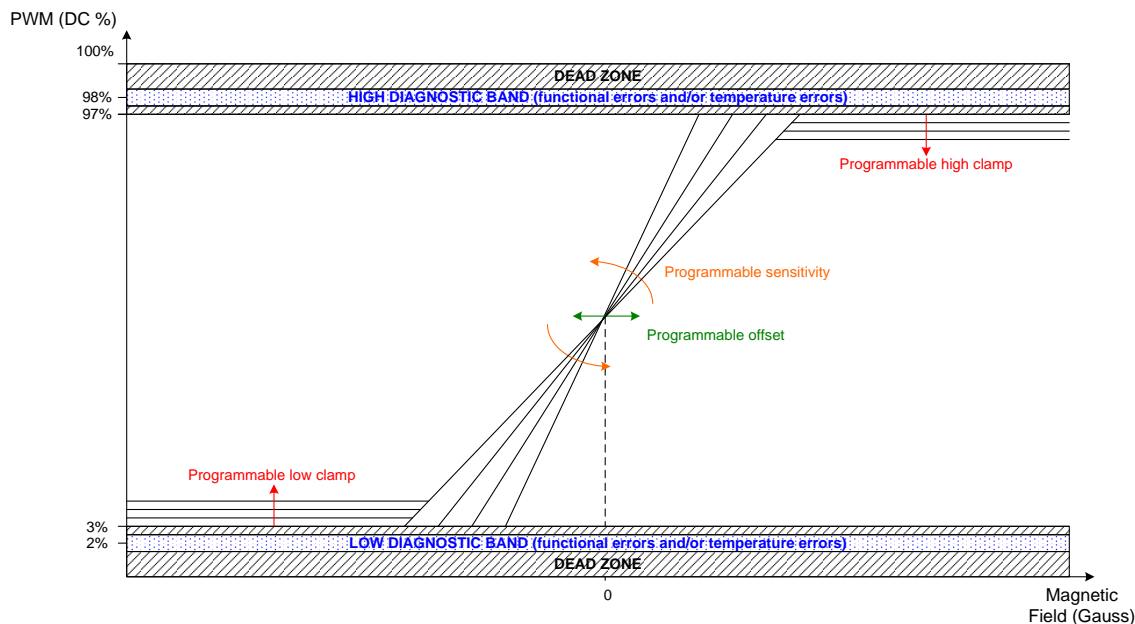 PWM (DC %)
100%
DEAD ZONE
98%
HIGH DIAGNOSTIC BAND (functional errors and/or temperature errors)
97%
Programmable high clamp
Programmable sensitivity
Programmable offset
Programmable low clamp
3%
2%
LOW DIAGNOSTIC BAND (functional errors and/or temperature errors)
DEAD ZONE
0
Magnetic
Field (Gauss)